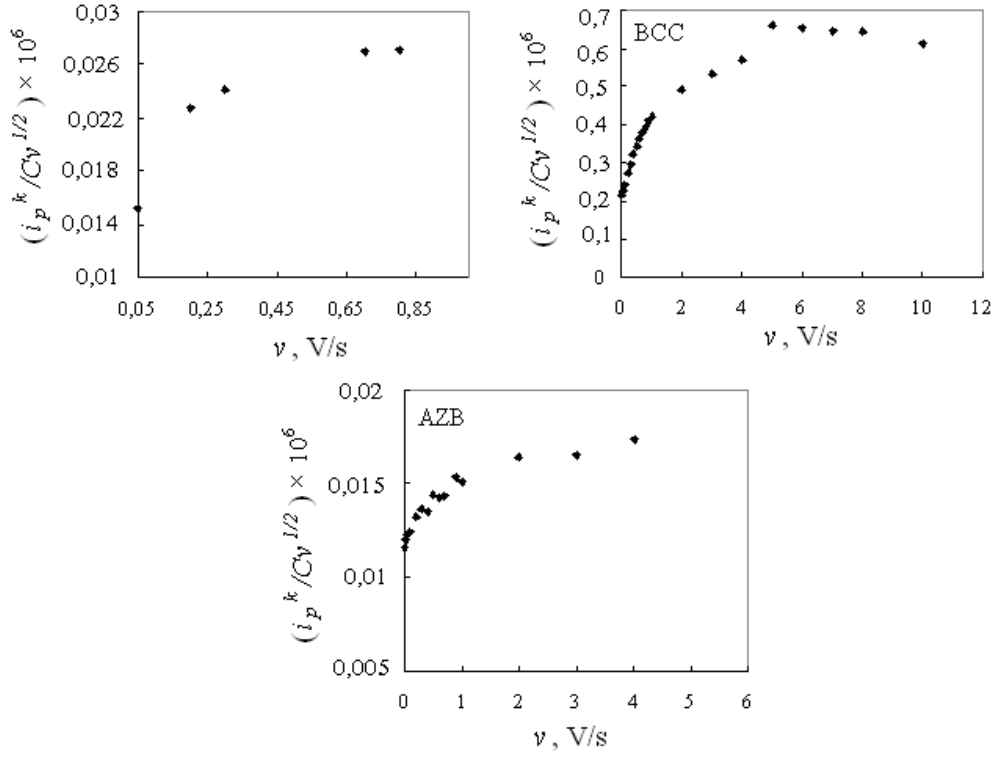 (i_p^k/Cv^{1/2}) × 10^6
0,03
0,026
0,022
0,018
0,014
0,01
0,05 0,25 0,45 0,65 0,85
v , V/s
BCC
(i_p^k/Cv^{1/2}) × 10^6
0,7
0,6
0,5
0,4
0,3
0,2
0,1
0
0 2 4 6 8 10 12
v , V/s
AZB
(i_p^k/Cv^{1/2}) × 10^6
0,02
0,015
0,01
0,005
0 1 2 3 4 5 6
v , V/s